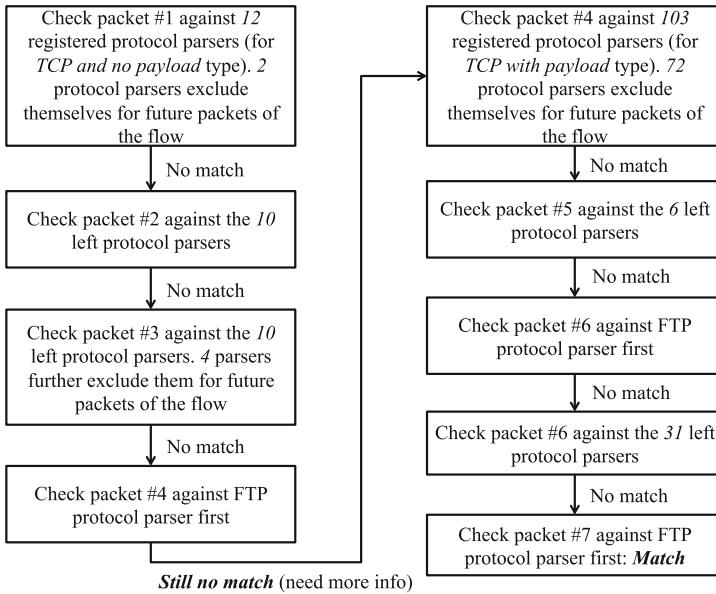 Check packet #1 against 12
registered protocol parsers (for
TCP and no payload type). 2
protocol parsers exclude
themselves for future packets of
the flow
No match
Check packet #2 against the 10
left protocol parsers
No match
Check packet #3 against the 10
left protocol parsers. 4 parsers
further exclude them for future
packets of the flow
No match
Check packet #4 against FTP
protocol parser first
Still no match (need more info)
Check packet #4 against 103
registered protocol parsers (for
TCP with payload type). 72
protocol parsers exclude
themselves for future packets of
the flow
No match
Check packet #5 against the 6 left
protocol parsers
No match
Check packet #6 against FTP
protocol parser first
No match
Check packet #6 against the 31 left
protocol parsers
No match
Check packet #7 against FTP
protocol parser first: Match